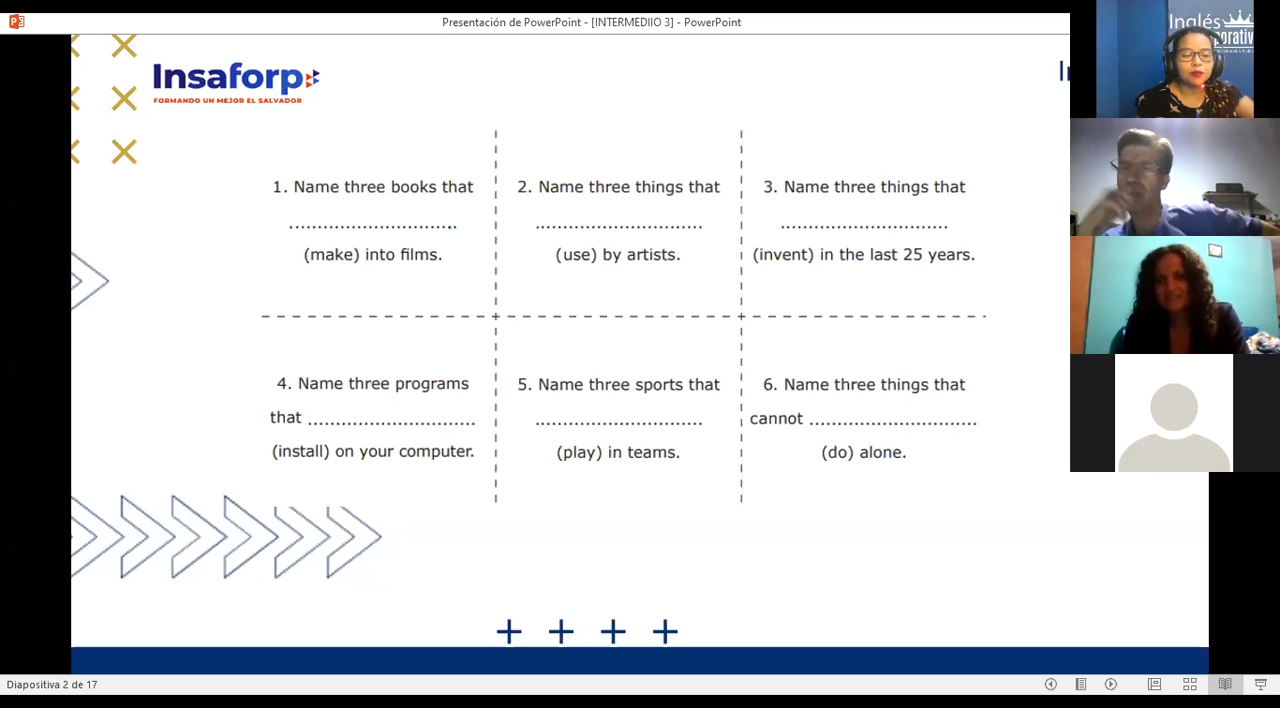 Presentación de PowerPoint - [INTERMEDIIO 3] - PowerPoint
Inglés
Insaforp
FORMANDO UN MEJOR EL SALVADOR
1. Name three books that
............................
(make) into films.
2. Name three things that
............................
(use) by artists.
3. Name three things that
............................
(invent) in the last 25 years.
4. Name three programs
that ............................
(install) on your computer.
5. Name three sports that
............................
(play) in teams.
6. Name three things that
cannot ............................
(do) alone.
Diapositiva 2 de 17